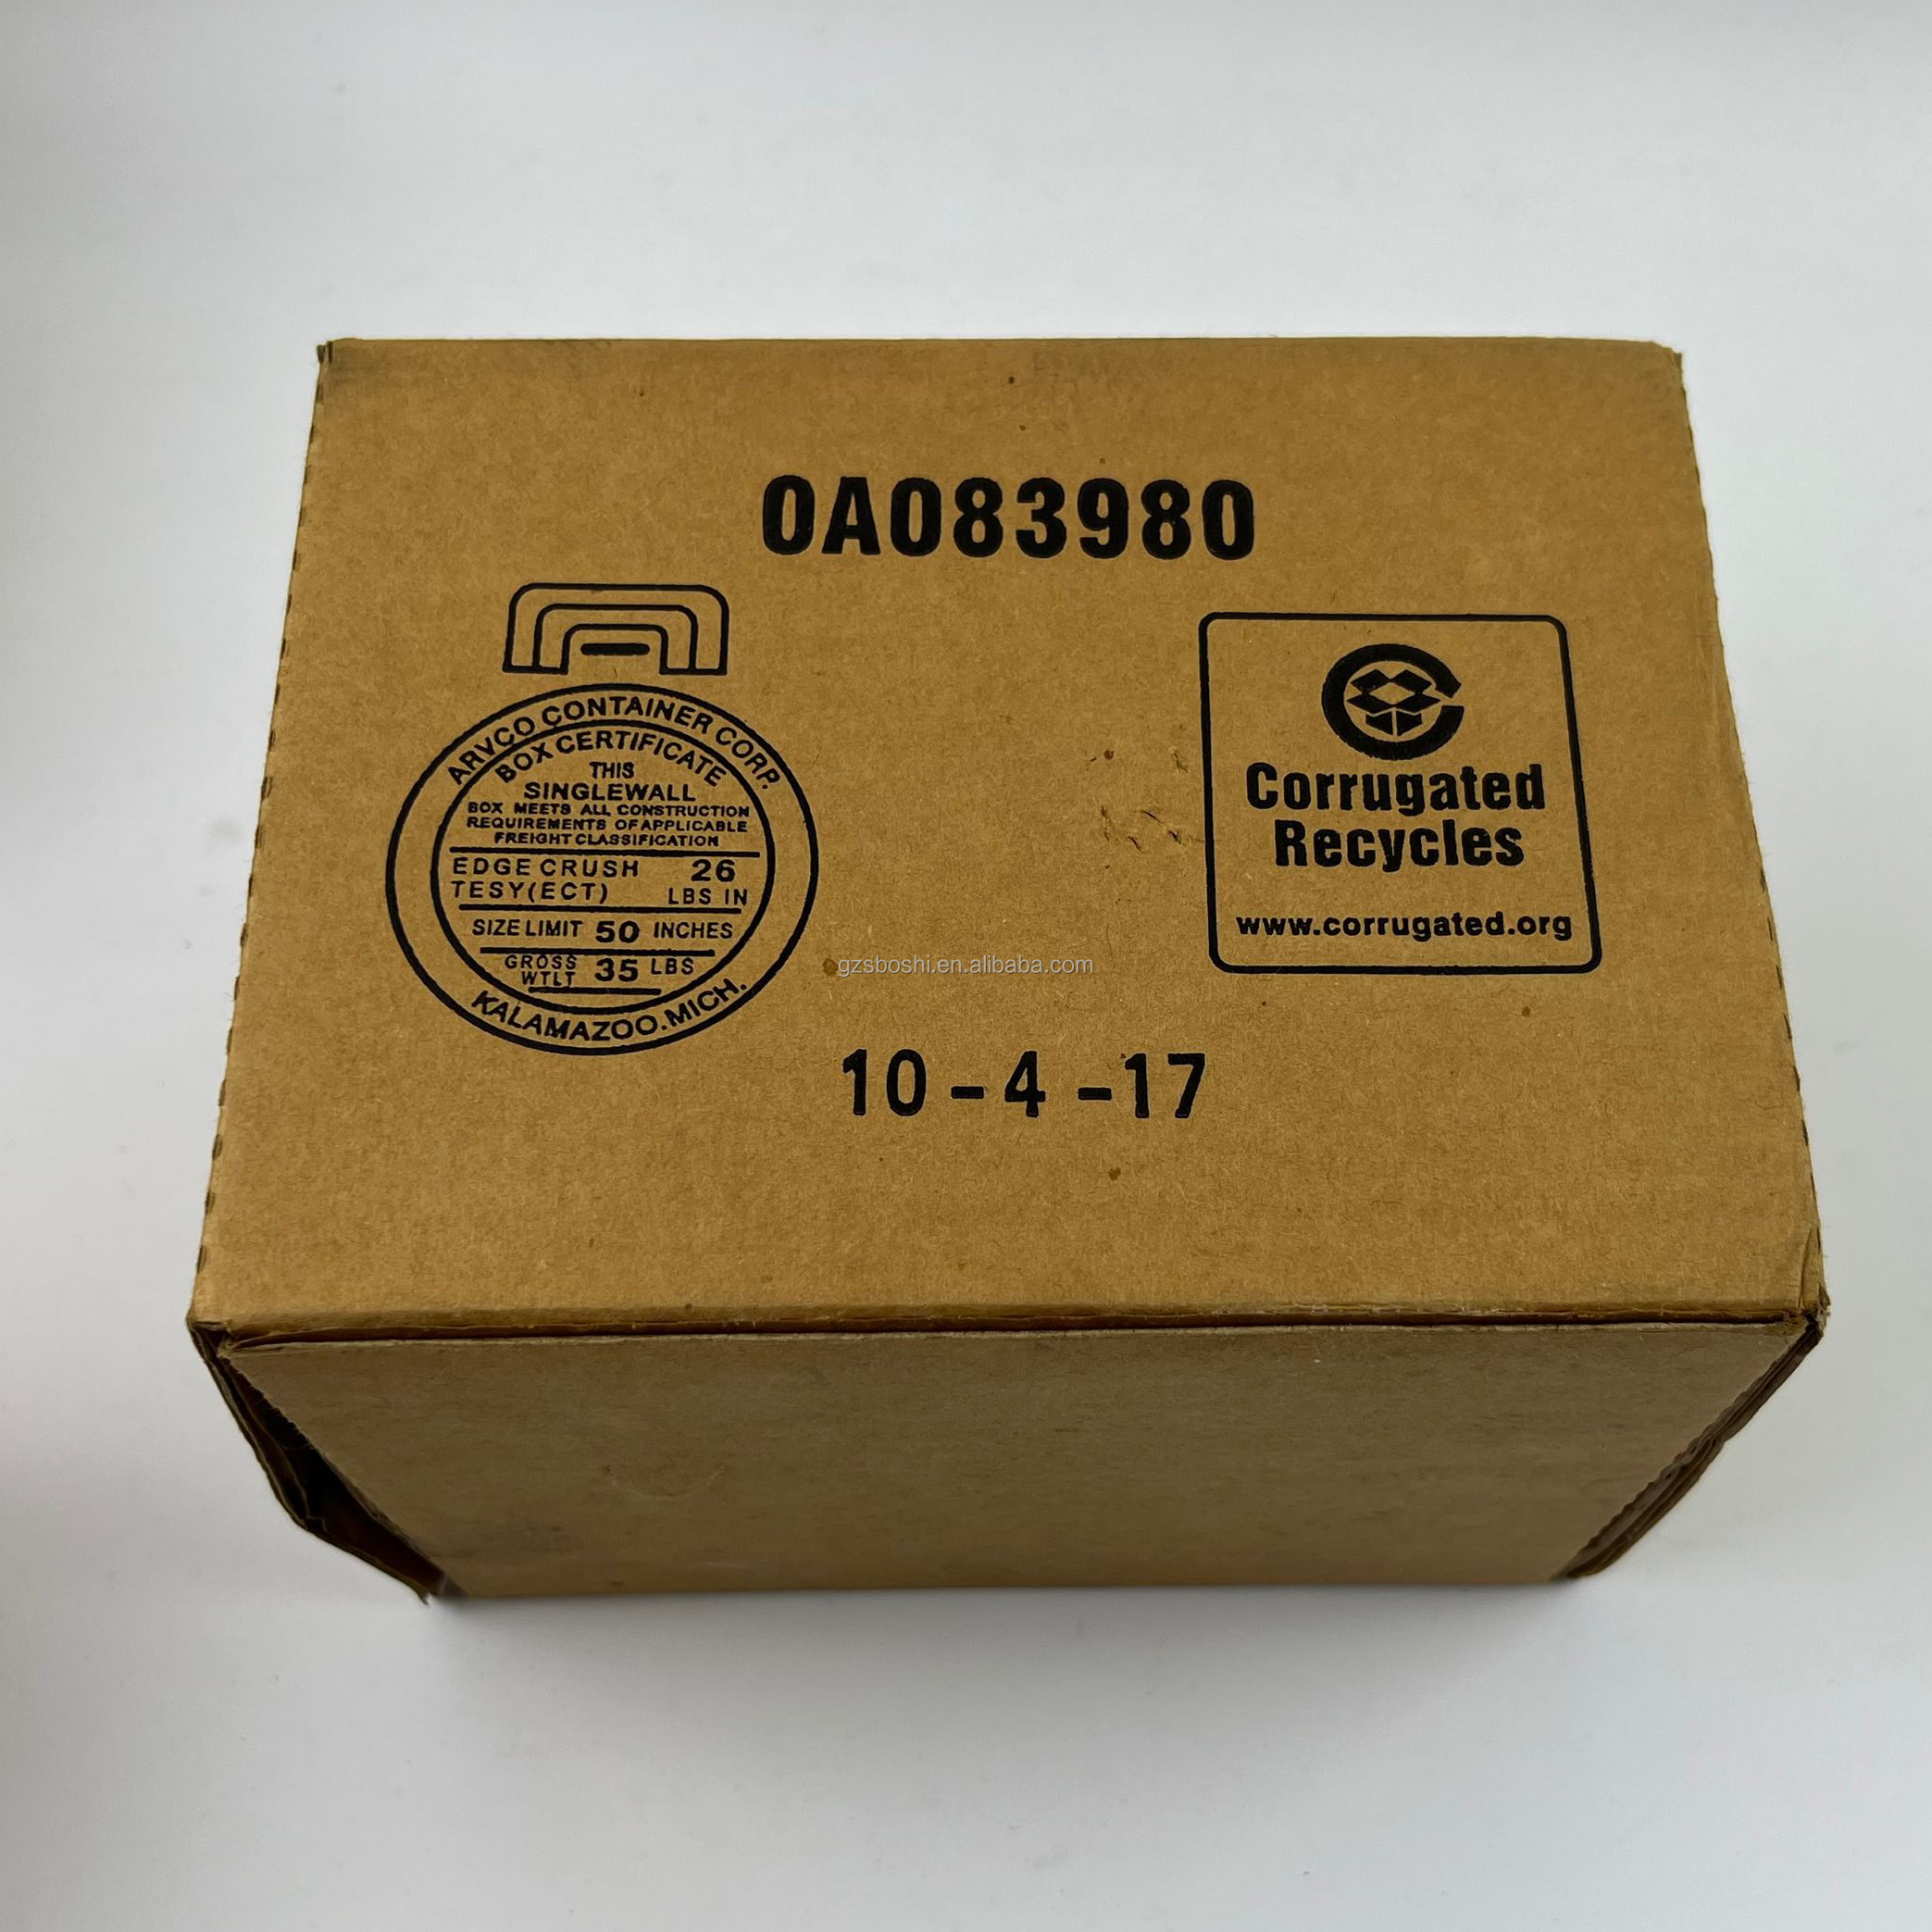 0A083980
ARVCO CONTAINER CORP.
BOX CERTIFICATE
THIS
SINGLEWALL
BOX MEETS ALL CONSTRUCTION
REQUIREMENTS OF APPLICABLE
FREIGHT CLASSIFICATION
EDGE CRUSH 26
TESY(ECT) LBS IN
SIZE LIMIT 50 INCHES
GROSS
WTLT 35 LBS
KALAMAZOO.MICH.
Corrugated
Recycles
www.corrugated.org
gzsboshi.en.alibaba.com
10-4-17